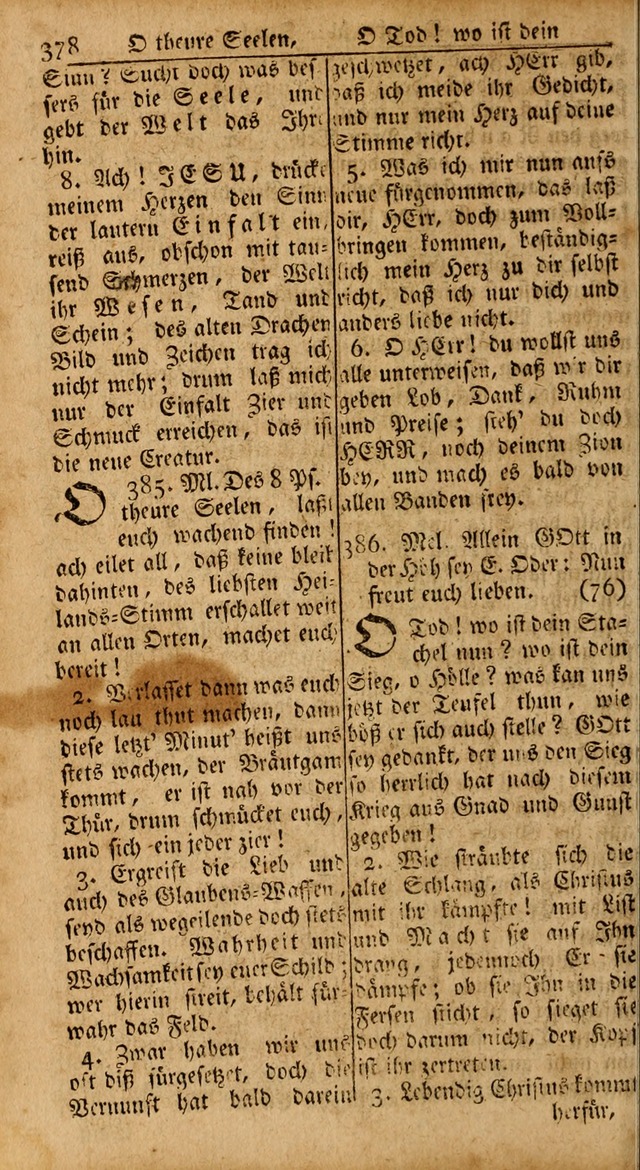 378 O theure Seelen, O Tod! wo ist dein
Sinn? Sucht doch was bes-
sers für die Seele, und
gebt der Welt das Ihre
hin.
8. Ach! JESU, drücke
meinem Herzen den Sinn
der lautern Einfalt ein,
reiß aus, obschon mit tau-
send Schmerzen, der Welt
ihr Wesen, Tand und
Schein; des alten Drachen
Bild und Zeichen trag ich
nicht mehr; drum laß mich
nur der Einfalt Zier und
Schmuck erreichen, das ist
die neue Creatur.
385. Ml. Des 8 Ps.
O theure Seelen, laßt
euch wachend finden!
ach eilet all, daß keine bleib
dahinten, des liebsten Hei-
lands-Stimm erschallet weit
an allen Orten, machet euch
bereit!
2. Verlasset dann was euch
noch lau thut machen, dann
diese letzt' Minut' heißt uns
stets wachen, der Bräutgam
kommt, er ist nah vor der
Thür, drum schmücket euch,
und sich ein jeder zier!
3. Ergreift die Lieb und
auch des Glaubens-Waffen,
seyd als wegeilende doch stets
beschaffen. Wahrheit und
Wachsamkeit sey euer Schild;
wer hierin streit, behält für-
wahr das Feld.
4. Zwar haben wir uns
oft diß fürgesetzet, doch die
Vernunft hat bald darein
geschwetzet, ach HErr gib,
daß ich meide ihr Gedicht,
und nur mein Herz auf deine
Stimme richt.
5. Was ich mir nun aufs
neue fürgenommen, das laß
dir, HErr, doch zum Voll-
bringen kommen, beständig-
lich mein Herz zu dir selbst
richt, daß ich nur dich und
anders liebe nicht.
6. O HErr! du wollst uns
alle unterweisen, daß wir dir
geben Lob, Dank, Ruhm
und Preise; sieh' du doch
HERR, noch deinem Zion
bey, und mach es bald von
allen Banden frey.
386. Mel. Allein GOtt in
der Höh sey E. Oder: Nun
freut euch lieben. (76)
O Tod! wo ist dein Sta-
chel nun? wo ist dein
Sieg, o Hölle? was kan uns
jetzt der Teufel thun, wie
böß er sich auch stelle? GOtt
sey gedankt, der uns den Sieg
so herrlich hat nach diesem
Krieg aus Gnad und Gunst
gegeben!
2. Wie sträubte sich die
alte Schlang, als Christus
mit ihr kämpfte! mit List
und Macht sie auf Ihn
drang, jedennoch Er sie
dämpfte; ob sie Ihn in die
Fersen sticht, so sieget sie
doch darum nicht, der Kopf
ist ihr zertreten.
3. Lebendig Christus kommt
herfür,